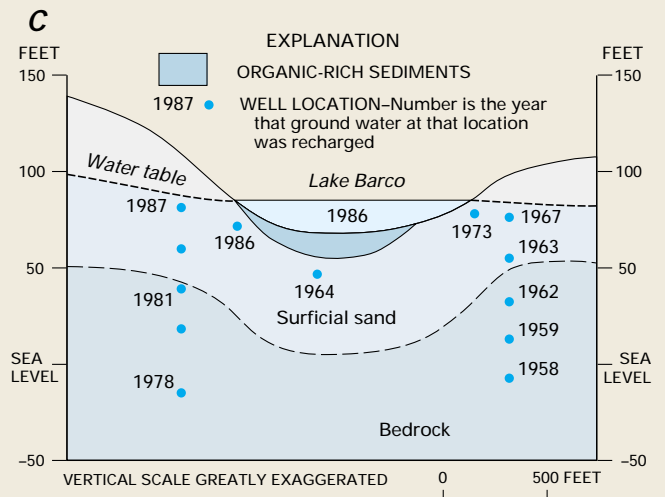 C
EXPLANATION
FEET
FEET
150
150
ORGANIC-RICH SEDIMENTS
1987
WELL LOCATION–Number is the year
that ground water at that location
was recharged
100
100
Water table
Lake Barco
1987
1986
1986
1973
1967
1963
50
50
1964
1981
1962
Surficial sand
1959
SEA
LEVEL
SEA
LEVEL
1978
1958
Bedrock
–50
–50
VERTICAL SCALE GREATLY EXAGGERATED
0
500 FEET